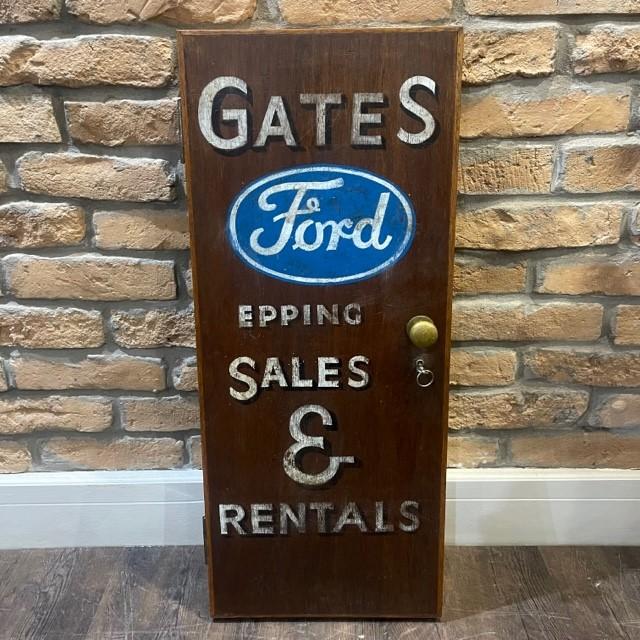 GATES
Ford
EPPING
SALES
&
RENTALS